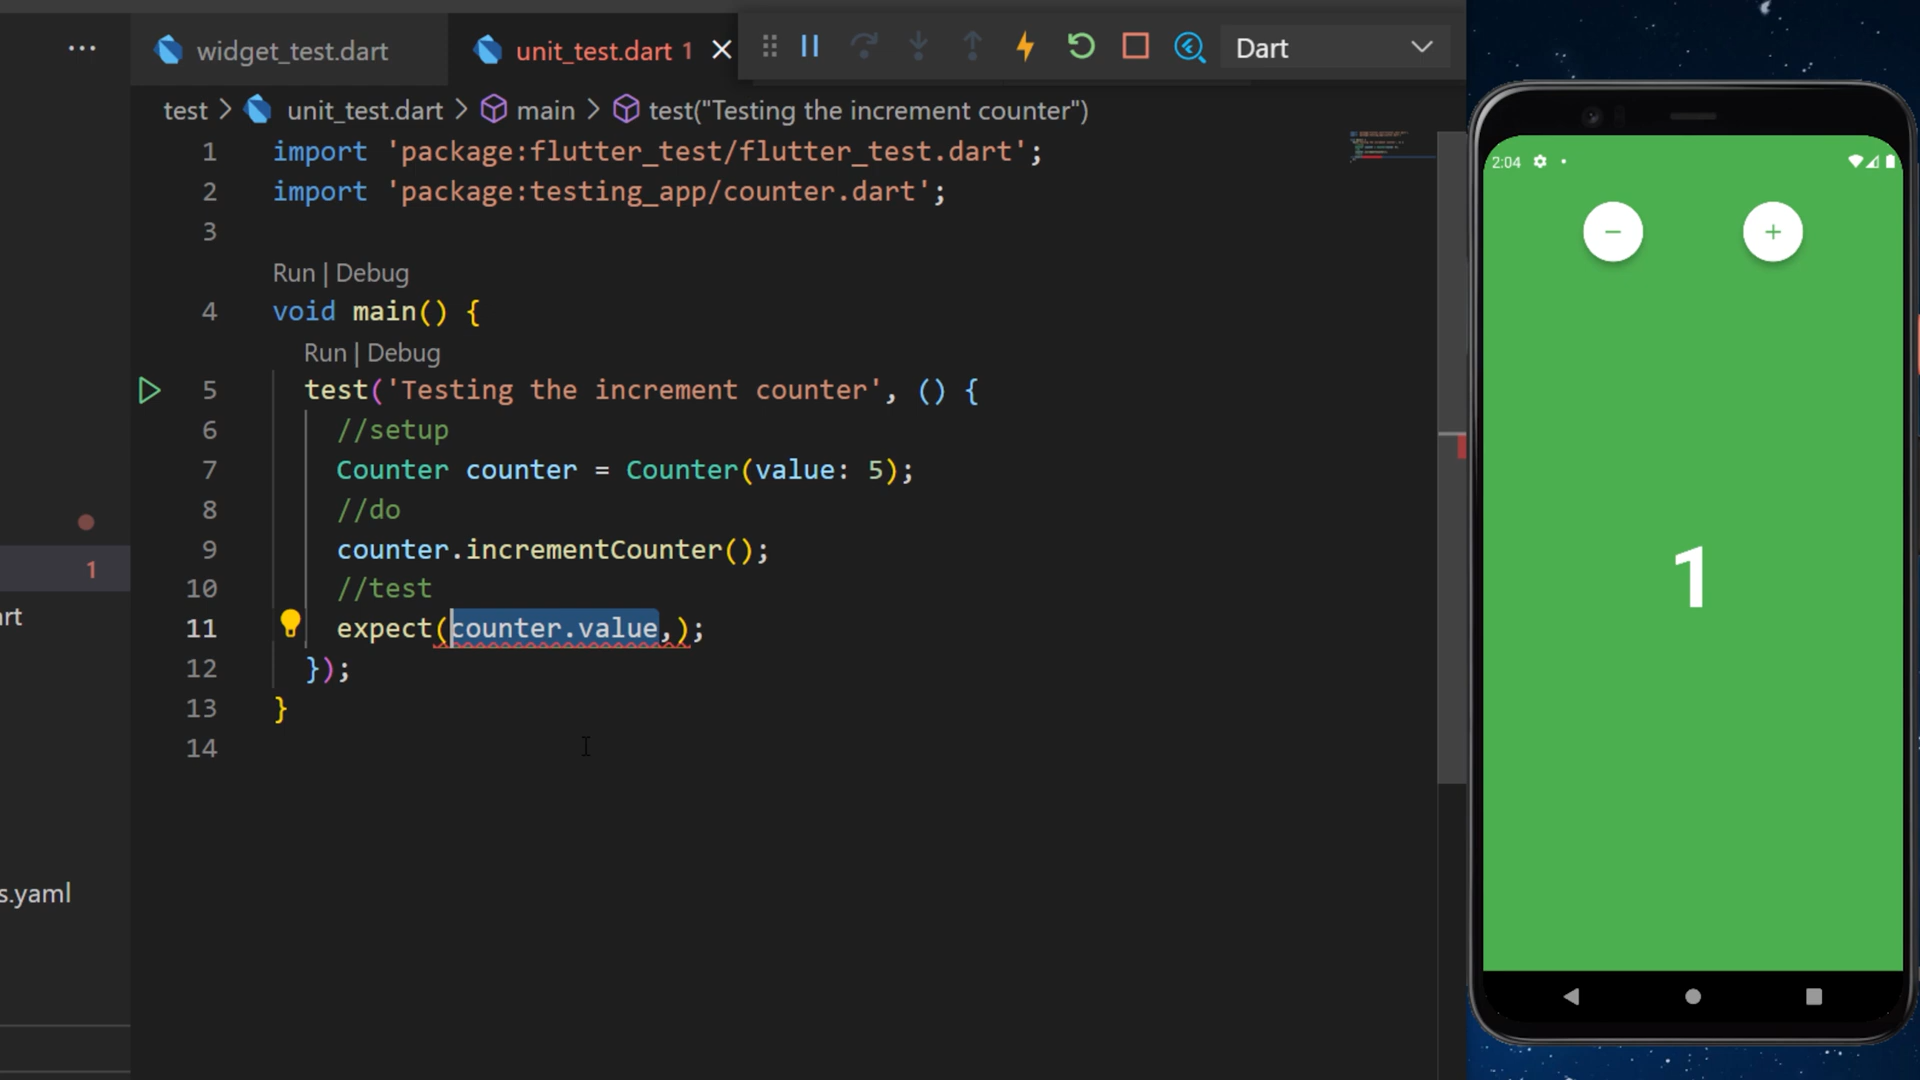 widget_test.dart
unit_test.dart 1
Dart
test > unit_test.dart > main > test("Testing the increment counter")
1 import 'package:flutter_test/flutter_test.dart';
2 import 'package:testing_app/counter.dart';
3
Run | Debug
4 void main() {
Run | Debug
5 test('Testing the increment counter', () {
6 //setup
7 Counter counter = Counter(value: 5);
8 //do
9 counter.incrementCounter();
10 //test
11 expect(counter.value,);
12 });
13 }
14
1
rt
s.yaml
2:04
− +
1